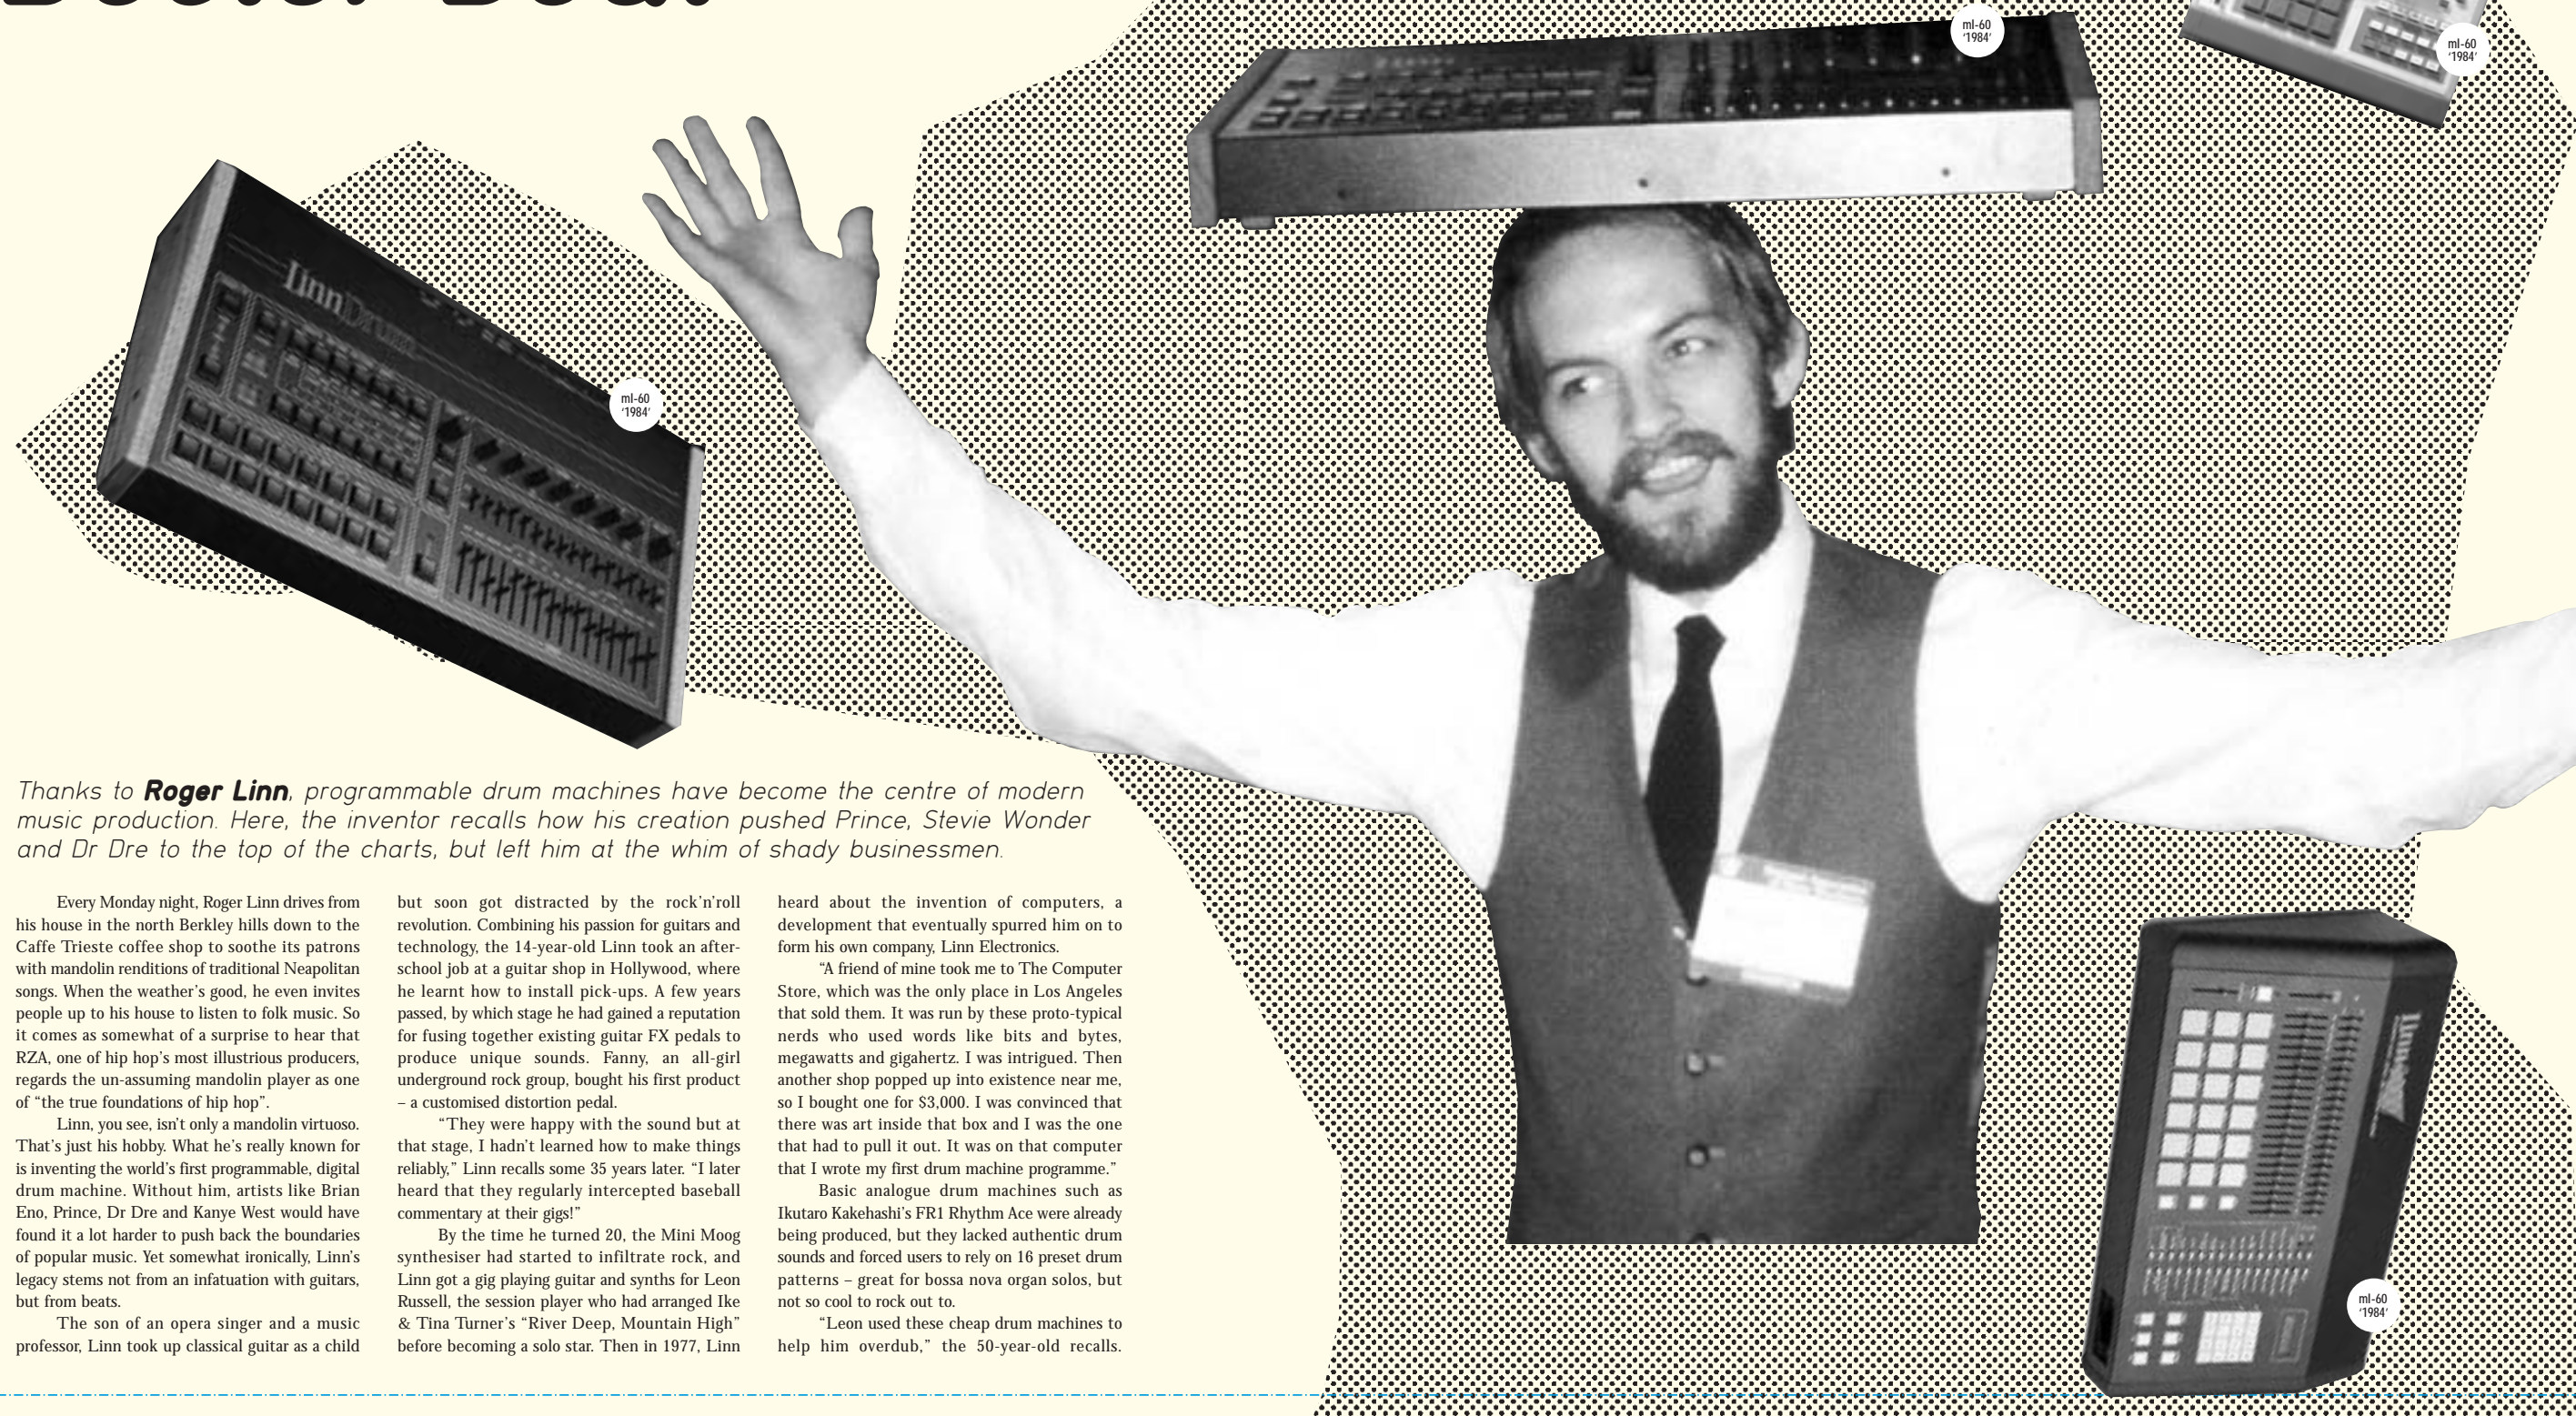 ml-60
'1984'
ml-60
'1984'
LinnDrum
ml-60
'1984'
Thanks to Roger Linn, programmable drum machines have become the centre of modern
music production. Here, the inventor recalls how his creation pushed Prince, Stevie Wonder
and Dr Dre to the top of the charts, but left him at the whim of shady businessmen.
Every Monday night, Roger Linn drives from
his house in the north Berkley hills down to the
Caffe Trieste coffee shop to soothe its patrons
with mandolin renditions of traditional Neapolitan
songs. When the weather's good, he even invites
people up to his house to listen to folk music. So
it comes as somewhat of a surprise to hear that
RZA, one of hip hop's most illustrious producers,
regards the un-assuming mandolin player as one
of “the true foundations of hip hop”.
Linn, you see, isn't only a mandolin virtuoso.
That's just his hobby. What he's really known for
is inventing the world's first programmable, digital
drum machine. Without him, artists like Brian
Eno, Prince, Dr Dre and Kanye West would have
found it a lot harder to push back the boundaries
of popular music. Yet somewhat ironically, Linn's
legacy stems not from an infatuation with guitars,
but from beats.
The son of an opera singer and a music
professor, Linn took up classical guitar as a child
but soon got distracted by the rock'n'roll
revolution. Combining his passion for guitars and
technology, the 14-year-old Linn took an after-
school job at a guitar shop in Hollywood, where
he learnt how to install pick-ups. A few years
passed, by which stage he had gained a reputation
for fusing together existing guitar FX pedals to
produce unique sounds. Fanny, an all-girl
underground rock group, bought his first product
– a customised distortion pedal.
“They were happy with the sound but at
that stage, I hadn't learned how to make things
reliably,” Linn recalls some 35 years later. “I later
heard that they regularly intercepted baseball
commentary at their gigs!”
By the time he turned 20, the Mini Moog
synthesiser had started to infiltrate rock, and
Linn got a gig playing guitar and synths for Leon
Russell, the session player who had arranged Ike
& Tina Turner's “River Deep, Mountain High”
before becoming a solo star. Then in 1977, Linn
heard about the invention of computers, a
development that eventually spurred him on to
form his own company, Linn Electronics.
“A friend of mine took me to The Computer
Store, which was the only place in Los Angeles
that sold them. It was run by these proto-typical
nerds who used words like bits and bytes,
megawatts and gigahertz. I was intrigued. Then
another shop popped up into existence near me,
so I bought one for $3,000. I was convinced that
there was art inside that box and I was the one
that had to pull it out. It was on that computer
that I wrote my first drum machine programme.”
Basic analogue drum machines such as
Ikutaro Kakehashi's FR1 Rhythm Ace were already
being produced, but they lacked authentic drum
sounds and forced users to rely on 16 preset drum
patterns – great for bossa nova organ solos, but
not so cool to rock out to.
“Leon used these cheap drum machines to
help him overdub,” the 50-year-old recalls.
ml-60
'1984'